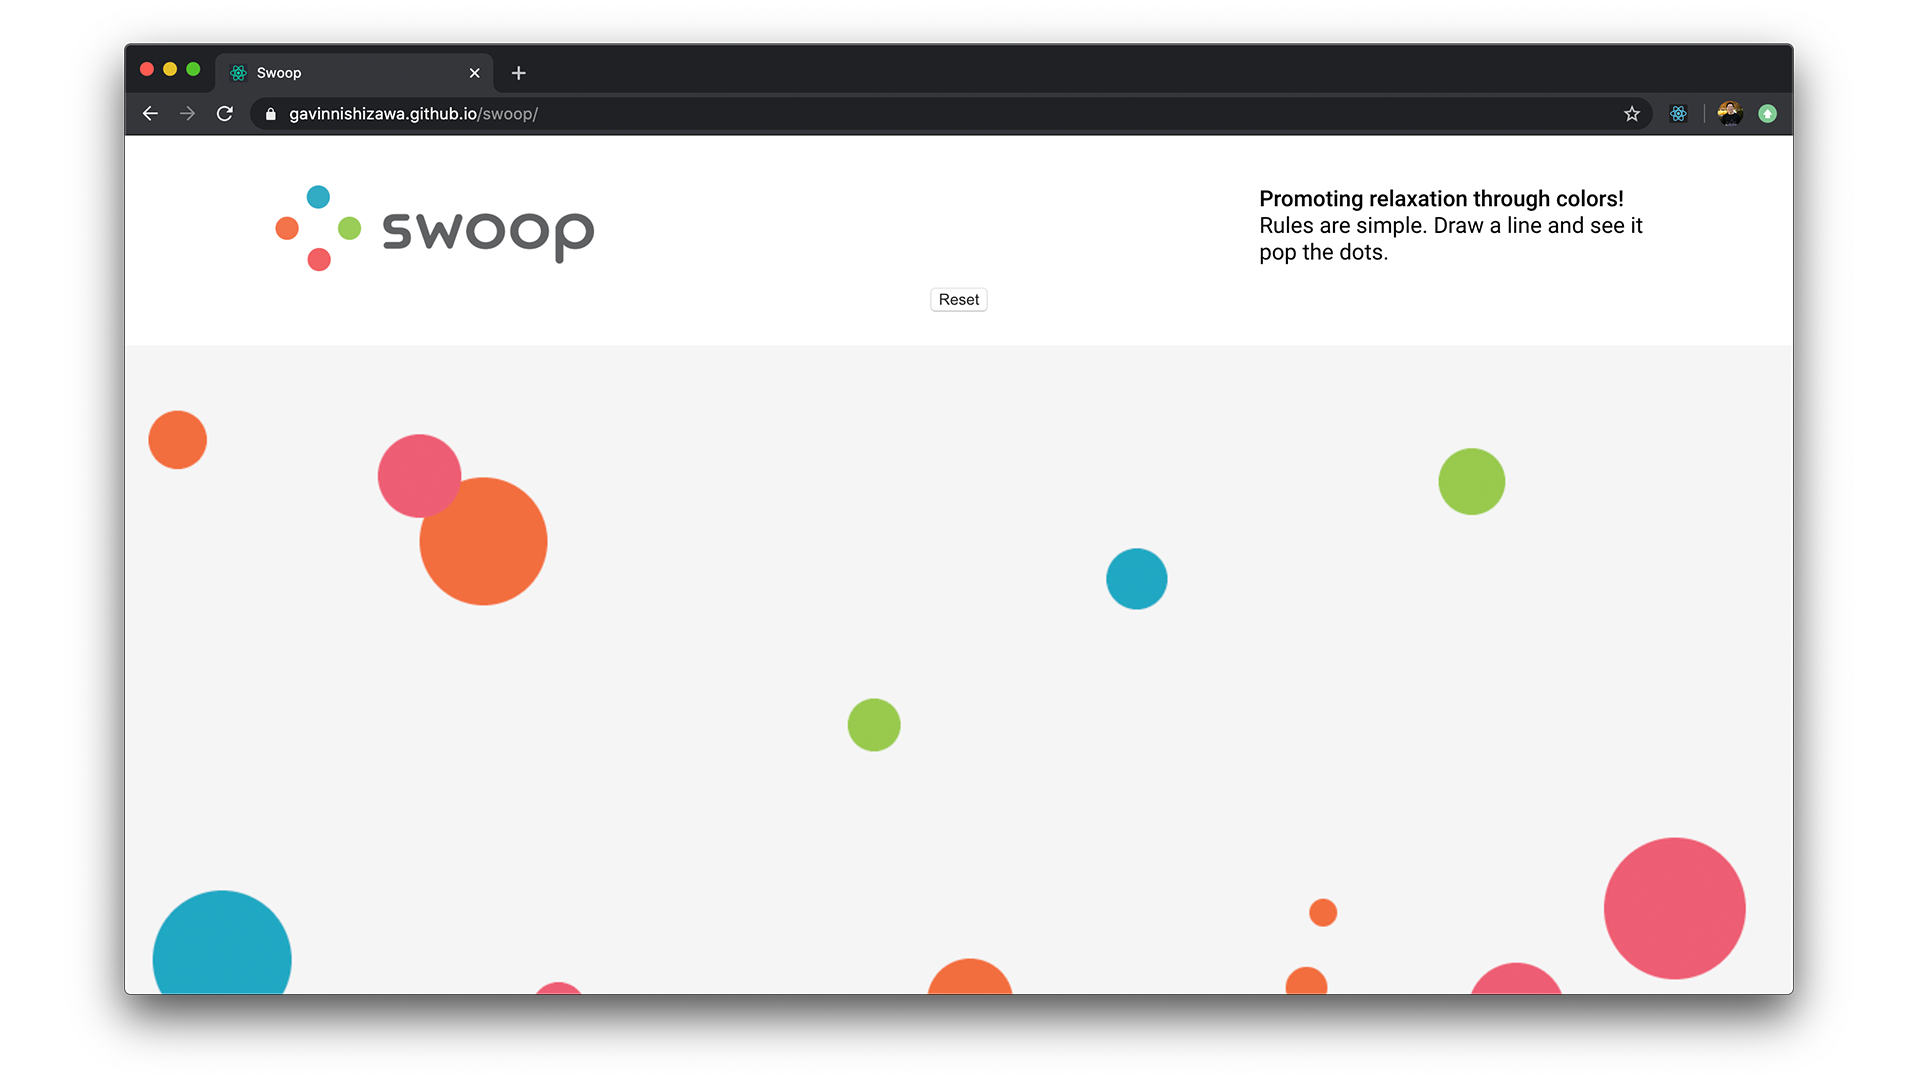 Swoop
gavinnishizawa.github.io/swoop/
swoop
Promoting relaxation through colors!
Rules are simple. Draw a line and see it
pop the dots.
Reset